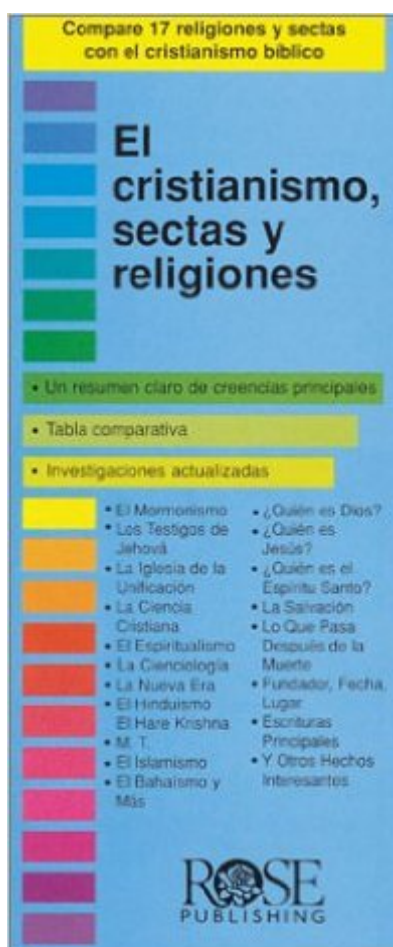 Compare 17 religiones y sectas
con el cristianismo bíblico
El
cristianismo,
sectas y
religiones
• Un resumen claro de creencias principales
• Tabla comparativa
• Investigaciones actualizadas
• El Mormonismo
• Los Testigos de
Jehová
• La Iglesia de la
Unificación
• La Ciencia
Cristiana
• El Espiritualismo
• La Cienciología
• La Nueva Era
• El Hinduismo
El Hare Krishna
• M. T.
• El Islamismo
• El Bahaísmo y
Más
• ¿Quién es Dios?
• ¿Quién es
Jesús?
• ¿Quién es el
Espíritu Santo?
• La Salvación
• Lo Que Pasa
Después de la
Muerte
• Fundador, Fecha,
Lugar
• Escrituras
Principales
• Y Otros Hechos
Interesantes
ROSE
PUBLISHING